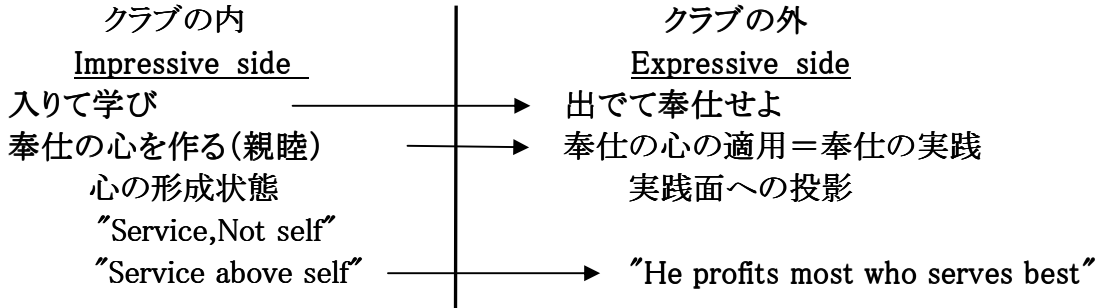 クラブの内 クラブの外
Impressive side Expressive side
入りて学び 出でて奉仕せよ
奉仕の心を作る(親睦) 奉仕の心の適用＝奉仕の実践
心の形成状態 実践面への投影
"Service,Not self"
"Service above self" "He profits most who serves best"